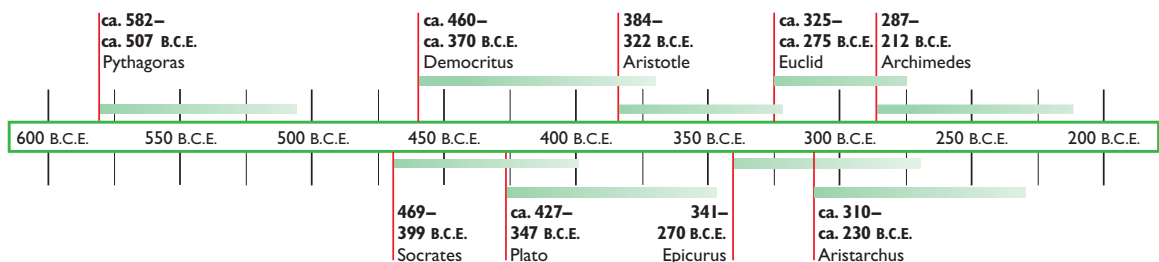 ca. 582–
ca. 507 B.C.E.
Pythagoras
ca. 460–
ca. 370 B.C.E.
Democritus
384–
322 B.C.E.
Aristotle
ca. 325–
ca. 275 B.C.E.
Euclid
287–
212 B.C.E.
Archimedes
600 B.C.E. 550 B.C.E. 500 B.C.E. 450 B.C.E. 400 B.C.E. 350 B.C.E. 300 B.C.E. 250 B.C.E. 200 B.C.E.
469–
399 B.C.E.
Socrates
ca. 427–
347 B.C.E.
Plato
341–
270 B.C.E.
Epicurus
ca. 310–
ca. 230 B.C.E.
Aristarchus